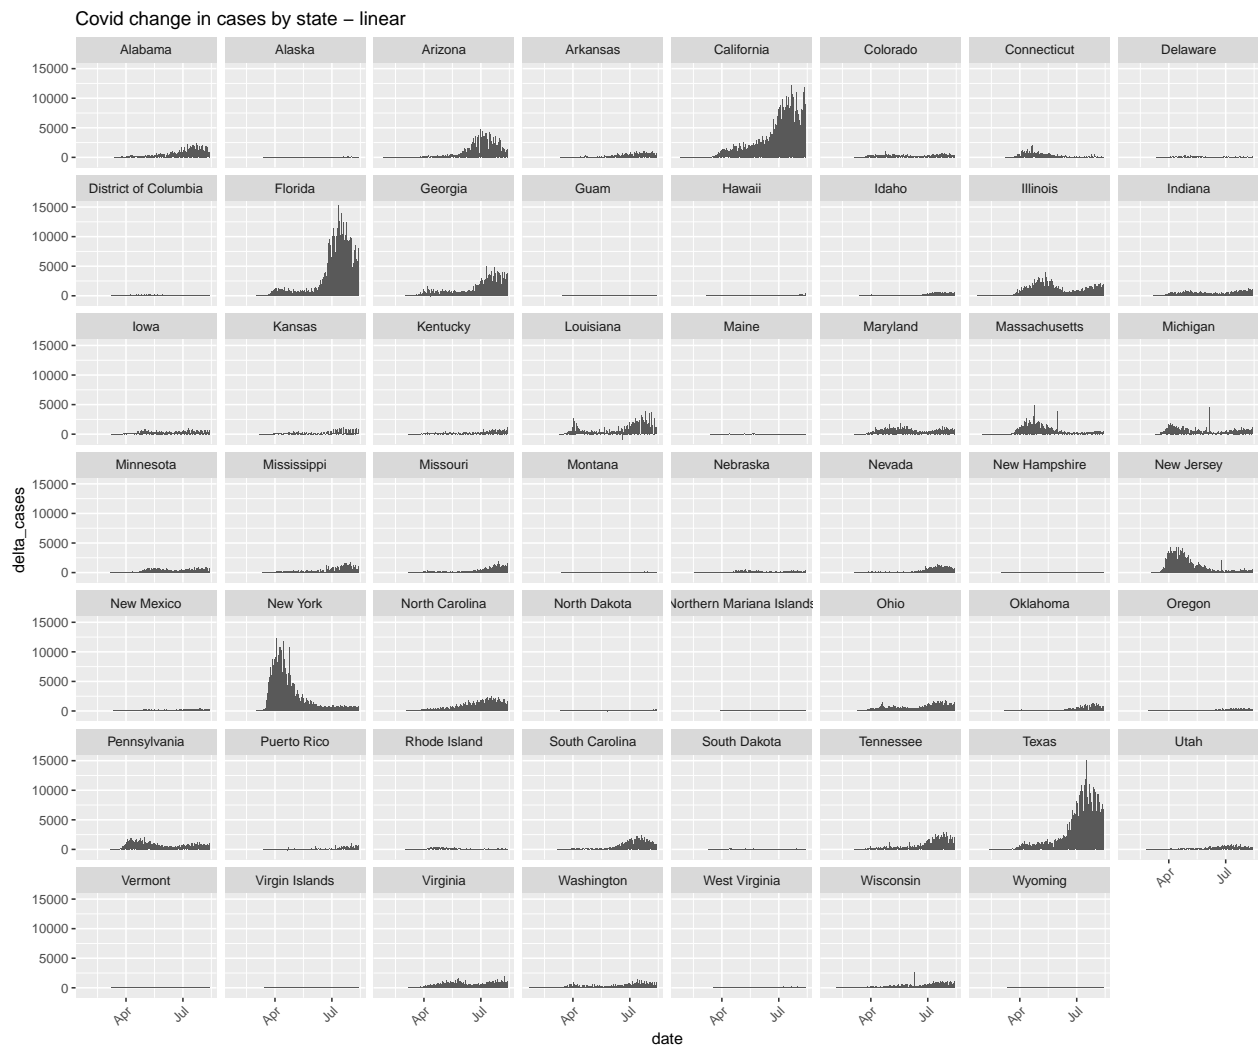 Covid change in cases by state – linear
Alabama Alaska Arizona Arkansas California Colorado Connecticut Delaware
15000
10000
5000
0
District of Columbia Florida Georgia Guam Hawaii Idaho Illinois Indiana
15000
10000
5000
0
Iowa Kansas Kentucky Louisiana Maine Maryland Massachusetts Michigan
15000
10000
5000
0
Minnesota Mississippi Missouri Montana Nebraska Nevada New Hampshire New Jersey
15000
10000
5000
0
delta_cases
New Mexico New York North Carolina North Dakota Northern Mariana Islands Ohio Oklahoma Oregon
15000
10000
5000
0
Pennsylvania Puerto Rico Rhode Island South Carolina South Dakota Tennessee Texas Utah
15000
10000
5000
0
Apr Jul
Vermont Virgin Islands Virginia Washington West Virginia Wisconsin Wyoming
15000
10000
5000
0
Apr Jul Apr Jul Apr Jul Apr Jul Apr Jul Apr Jul Apr Jul
date